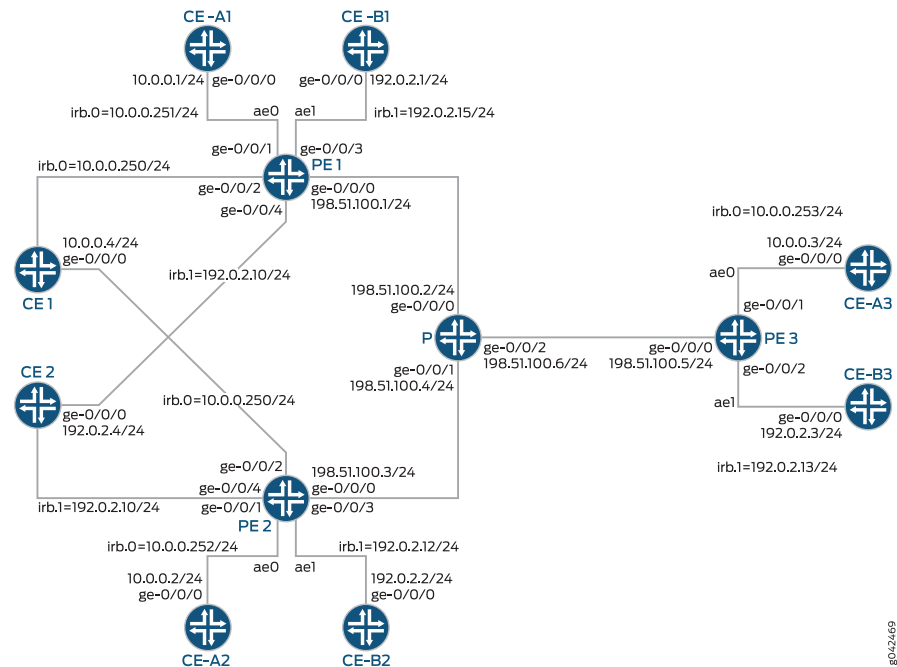 CE -A1
CE -B1
10.0.0.1/24
ge-0/0/0
ge-0/0/0
192.0.2.1/24
irb.0=10.0.0.251/24
ae0
ae1
irb.1=192.0.2.15/24
ge-0/0/1
ge-0/0/3
irb.0=10.0.0.250/24
PE 1
ge-0/0/2
ge-0/0/0
ge-0/0/4
198.51.100.1/24
irb.0=10.0.0.253/24
10.0.0.4/24
ge-0/0/0
10.0.0.3/24
ge-0/0/0
irb.1=192.0.2.10/24
ae0
CE 1
198.51.100.2/24
ge-0/0/0
CE-A3
ge-0/0/1
P
PE 3
ge-0/0/2
198.51.100.6/24
ge-0/0/0
198.51.100.5/24
ge-0/0/1
198.51.100.4/24
ge-0/0/2
CE 2
CE-B3
ge-0/0/0
192.0.2.4/24
irb.0=10.0.0.250/24
ae1
ge-0/0/0
192.0.2.3/24
ge-0/0/2
198.51.100.3/24
irb.1=192.0.2.13/24
ge-0/0/4
ge-0/0/0
irb.1=192.0.2.10/24
ge-0/0/1
ge-0/0/3
PE 2
irb.0=10.0.0.252/24
irb.1=192.0.2.12/24
ae0
ae1
10.0.0.2/24
ge-0/0/0
192.0.2.2/24
ge-0/0/0
CE-A2
CE-B2
g042469